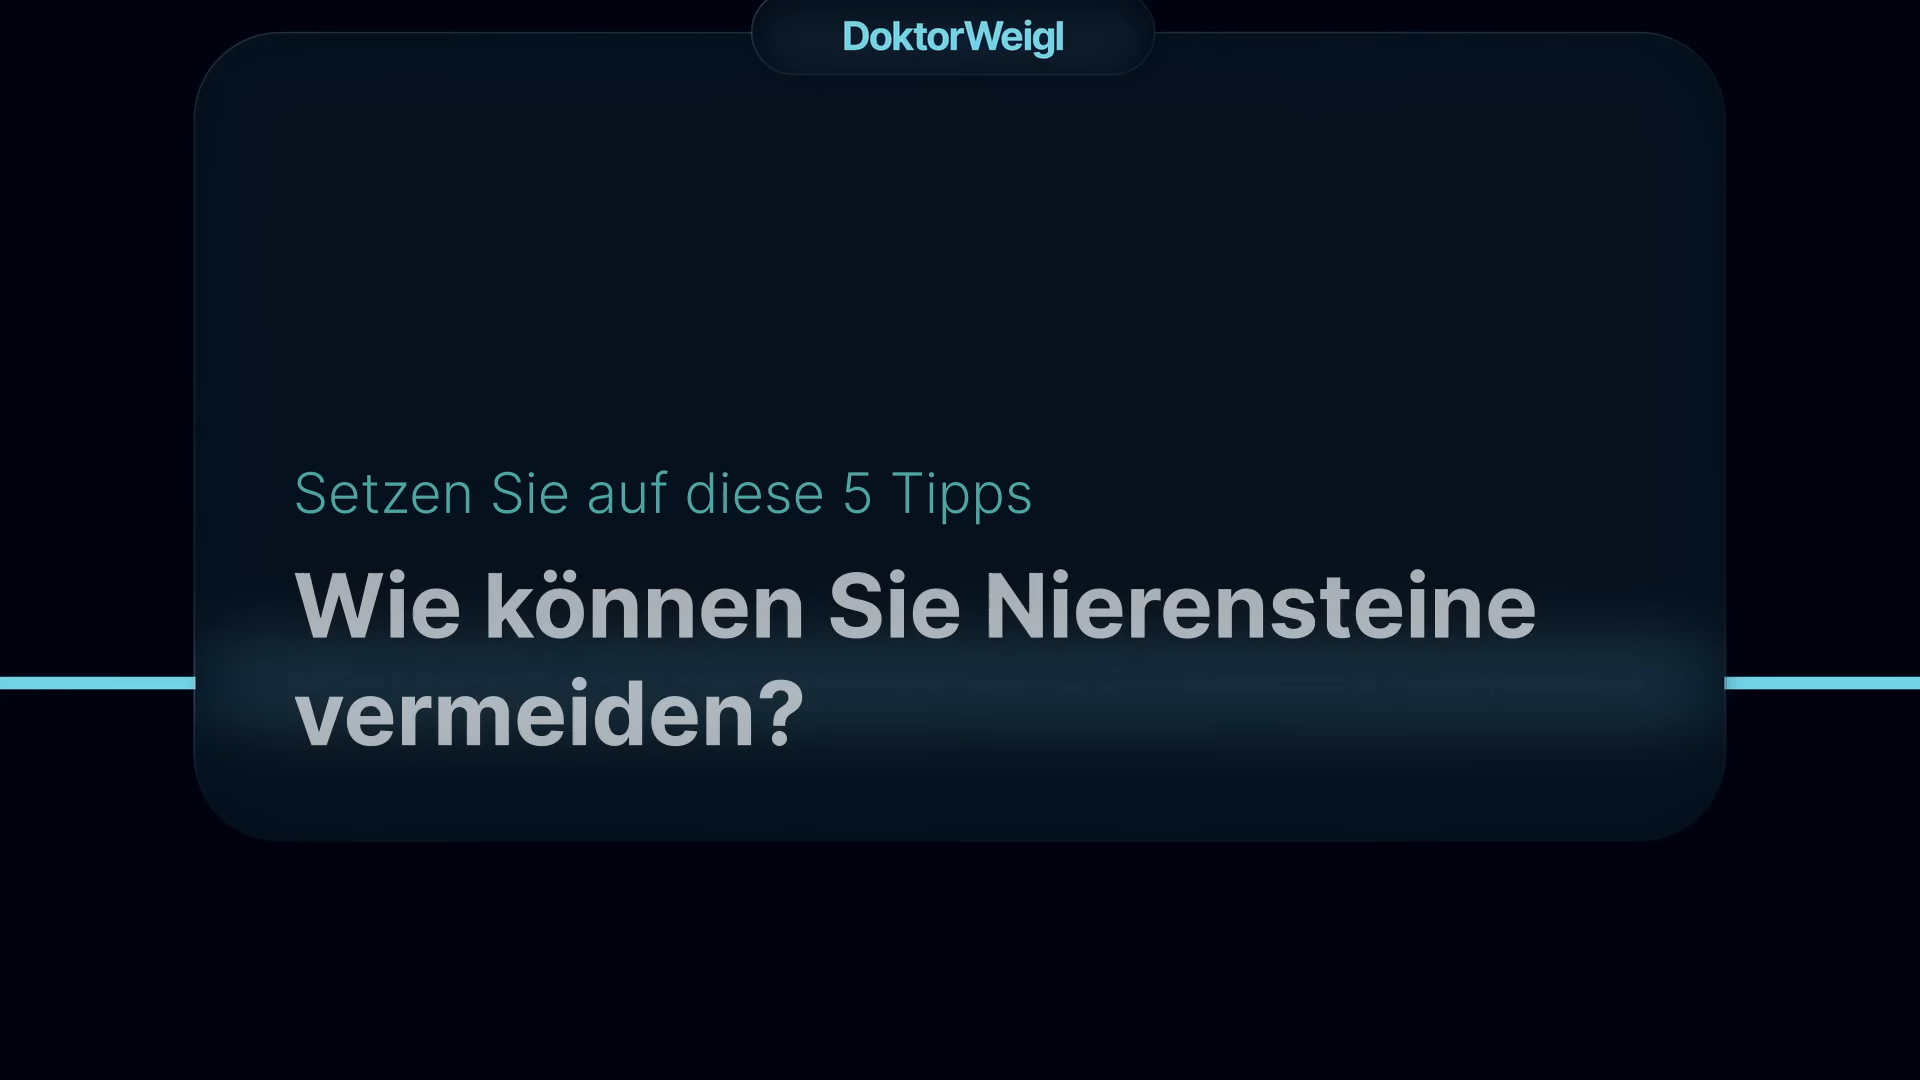 DoktorWeigl
Setzen Sie auf diese 5 Tipps
Wie können Sie Nierensteine
vermeiden?